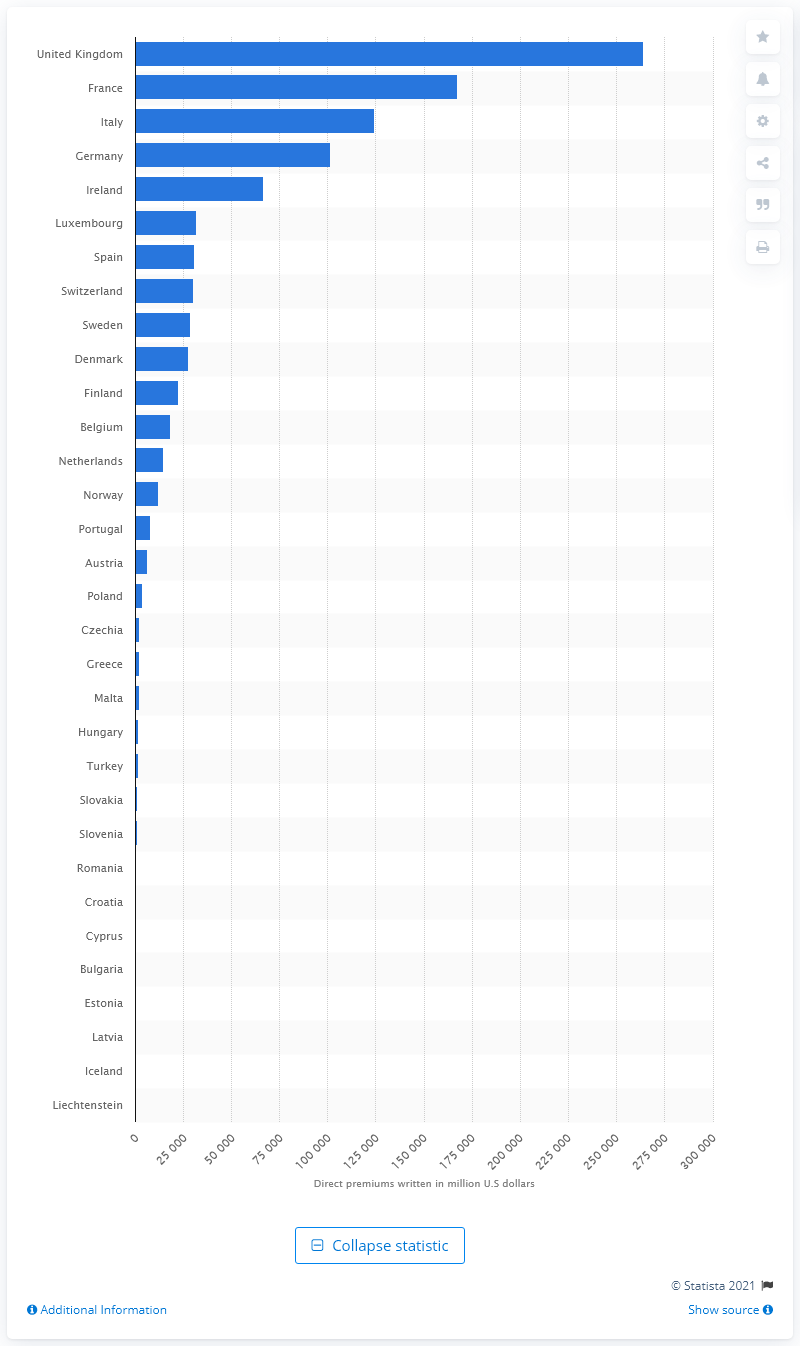 United Kingdom
France
Italy
Germany
Ireland
Luxembourg
Spain
Switzerland
Sweden
Denmark
Finland
Belgium
Netherlands
Norway
Portugal
Austria
Poland
Czechia
Greece
Malta
Hungary
Turkey
Slovakia
Slovenia
Romania
Croatia
Cyprus
Bulgaria
Estonia
Latvia
Iceland
Liechtenstein
0 25 000 50 000 75 000 100 000 125 000 150 000 175 000 200 000 225 000 250 000 275 000 300 000
Direct premiums written in million U.S dollars
Collapse statistic
© Statista 2021
Additional Information Show source